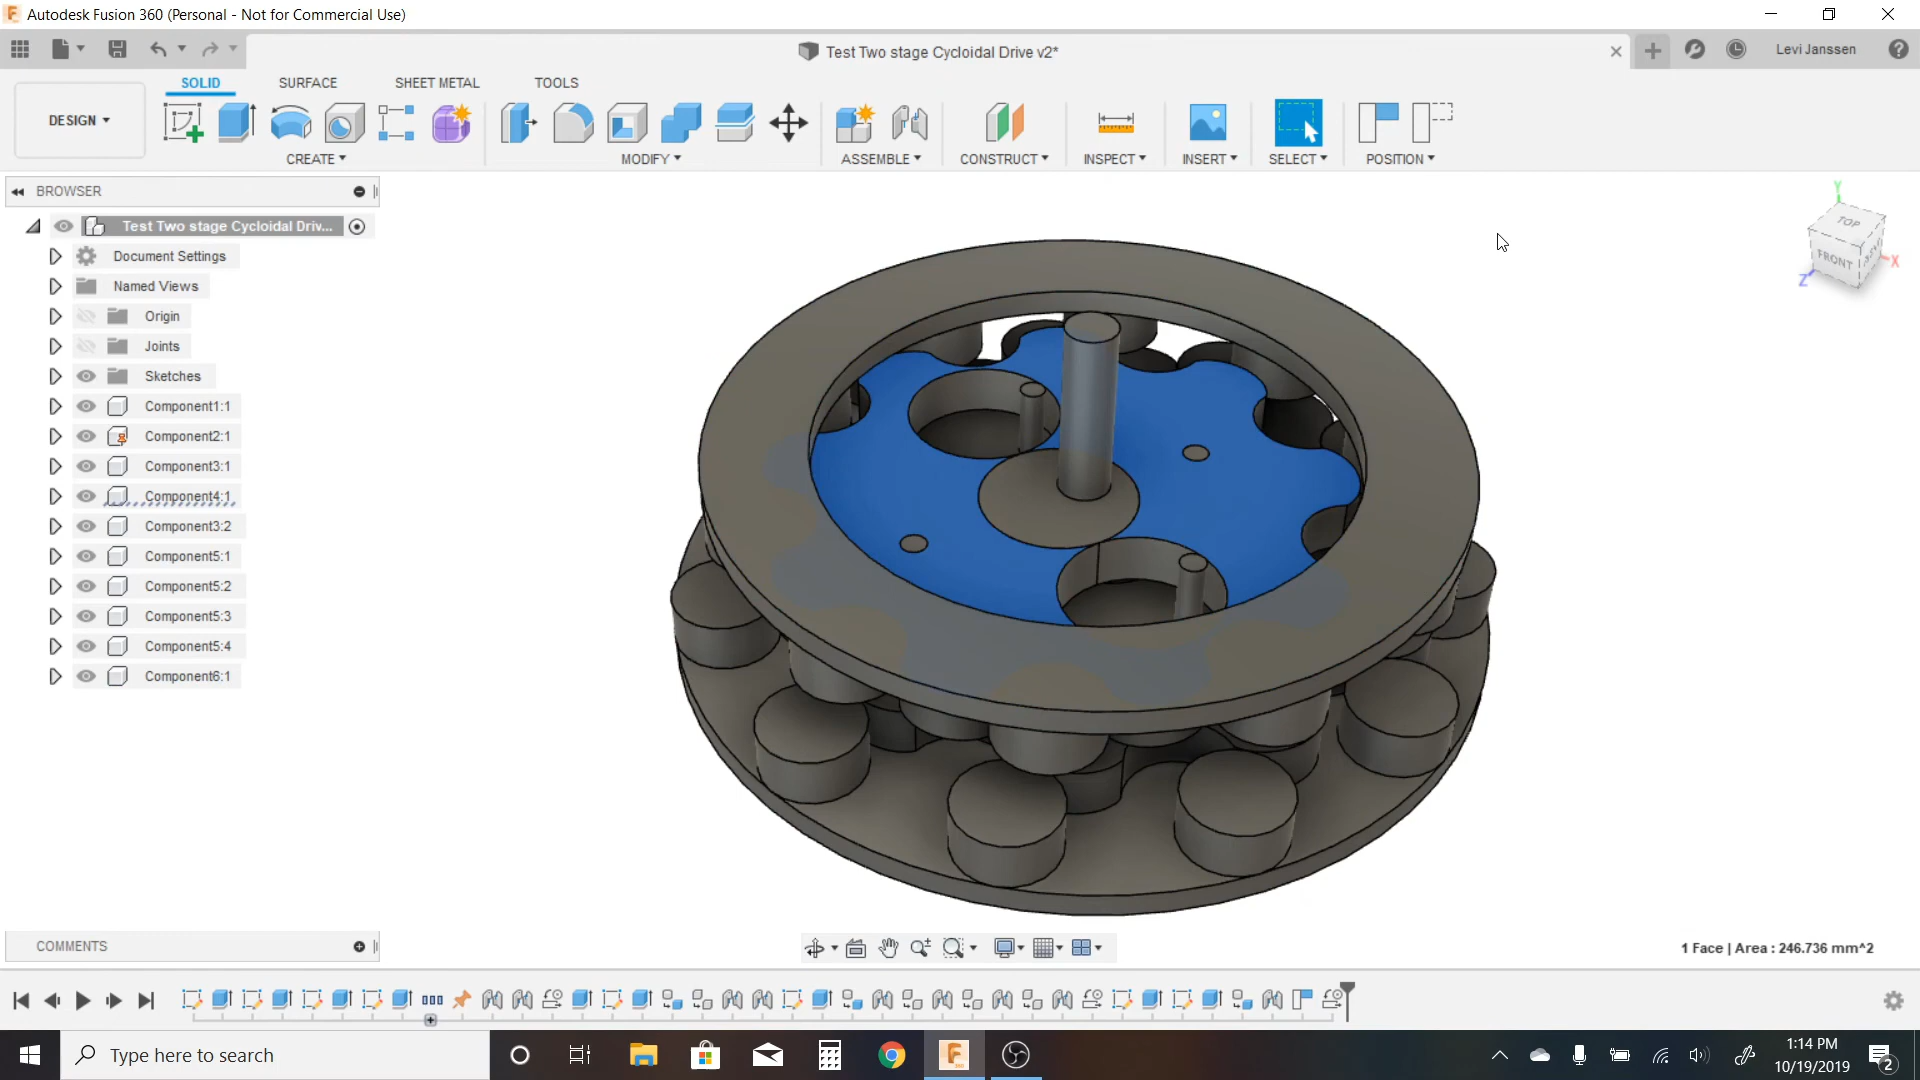 Autodesk Fusion 360 (Personal - Not for Commercial Use)
Test Two stage Cycloidal Drive v2*
Levi Janssen
SOLID SURFACE SHEET METAL TOOLS
DESIGN
CREATE MODIFY ASSEMBLE CONSTRUCT INSPECT INSERT SELECT POSITION
BROWSER
Test Two stage Cycloidal Driv...
Document Settings
Named Views
Origin
Joints
Sketches
Component1:1
Component2:1
Component3:1
Component4:1
Component3:2
Component5:1
Component5:2
Component5:3
Component5:4
Component6:1
Y
TOP
FRONT
X
Z
COMMENTS
1 Face | Area : 246.736 mm^2
Type here to search
1:14 PM
10/19/2019
2